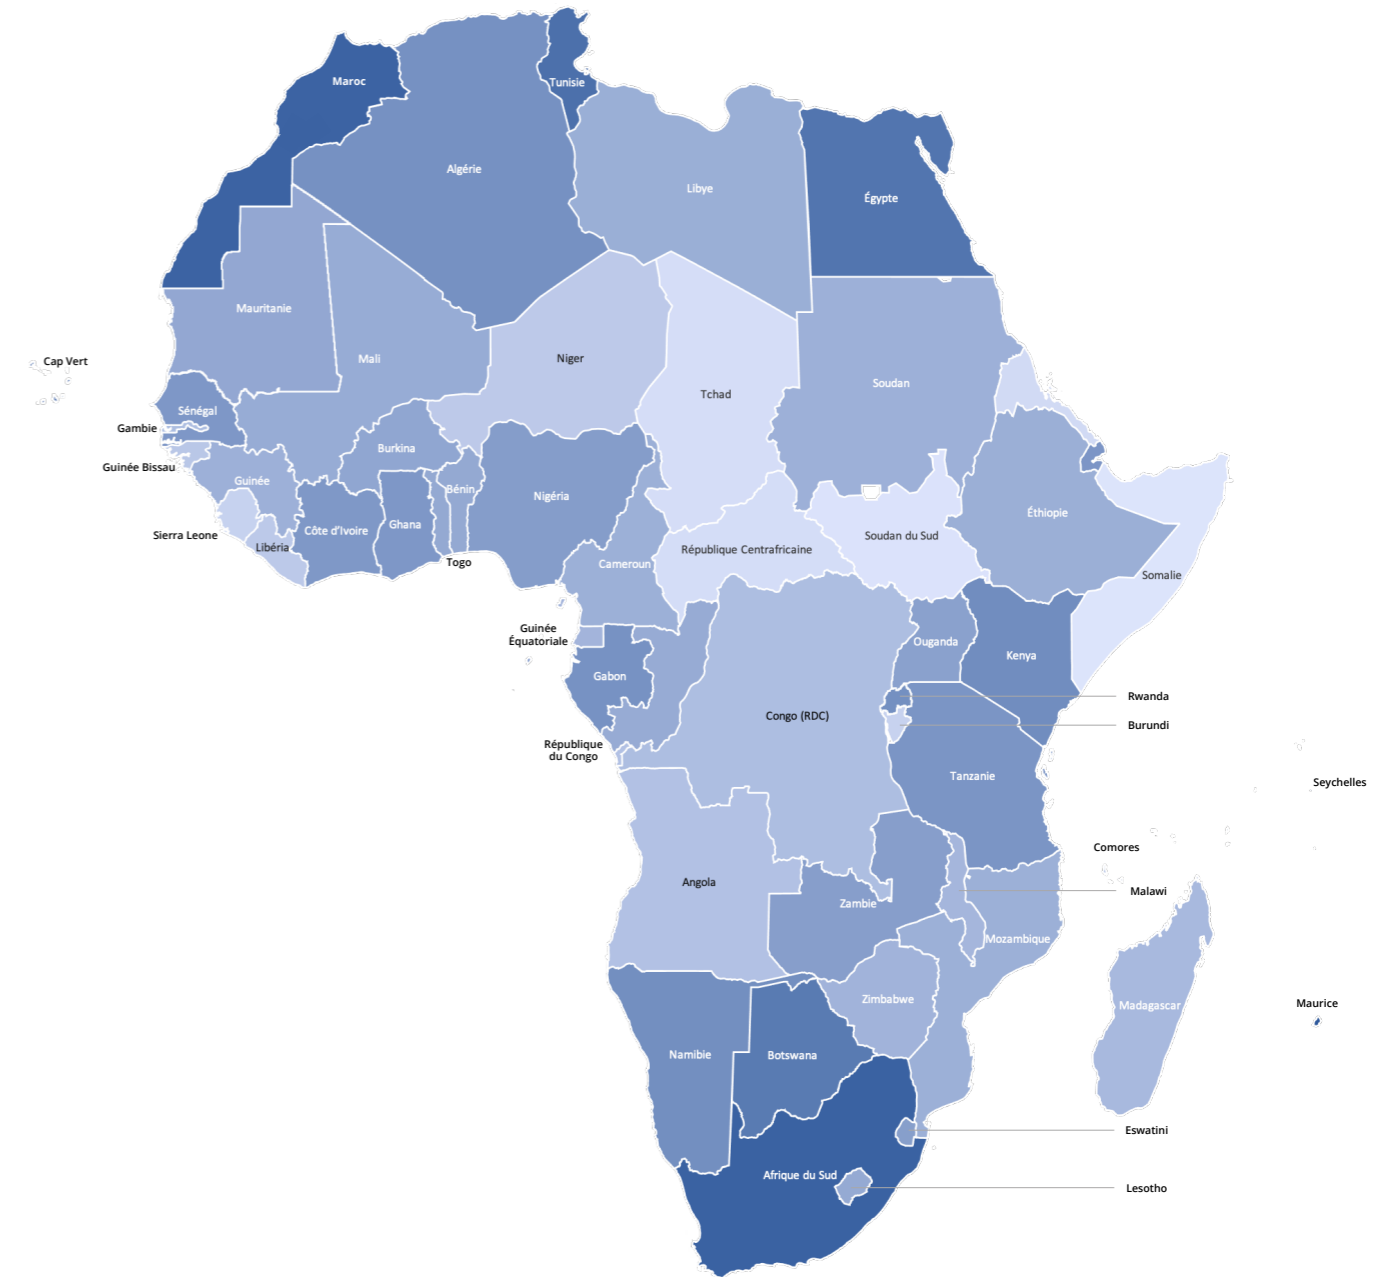 Maroc
Tunisie
Algérie
Libye
Égypte
Mauritanie
Mali
Niger
Cap Vert
Soudan
Tchad
Sénégal
Gambie
Burkina
Guinée Bissau
Guinée
Bénin
Nigéria
Éthiopie
Ghana
Côte d'Ivoire
Sierra Leone
Soudan du Sud
Libéria
République Centrafricaine
Togo
Cameroun
Somalie
Guinée
Équatoriale
Ouganda
Kenya
Gabon
Rwanda
Congo (RDC)
Burundi
République
du Congo
Tanzanie
Seychelles
Comores
Angola
Malawi
Zambie
Mozambique
Zimbabwe
Madagascar
Maurice
Namibie
Botswana
Eswatini
Afrique du Sud
Lesotho